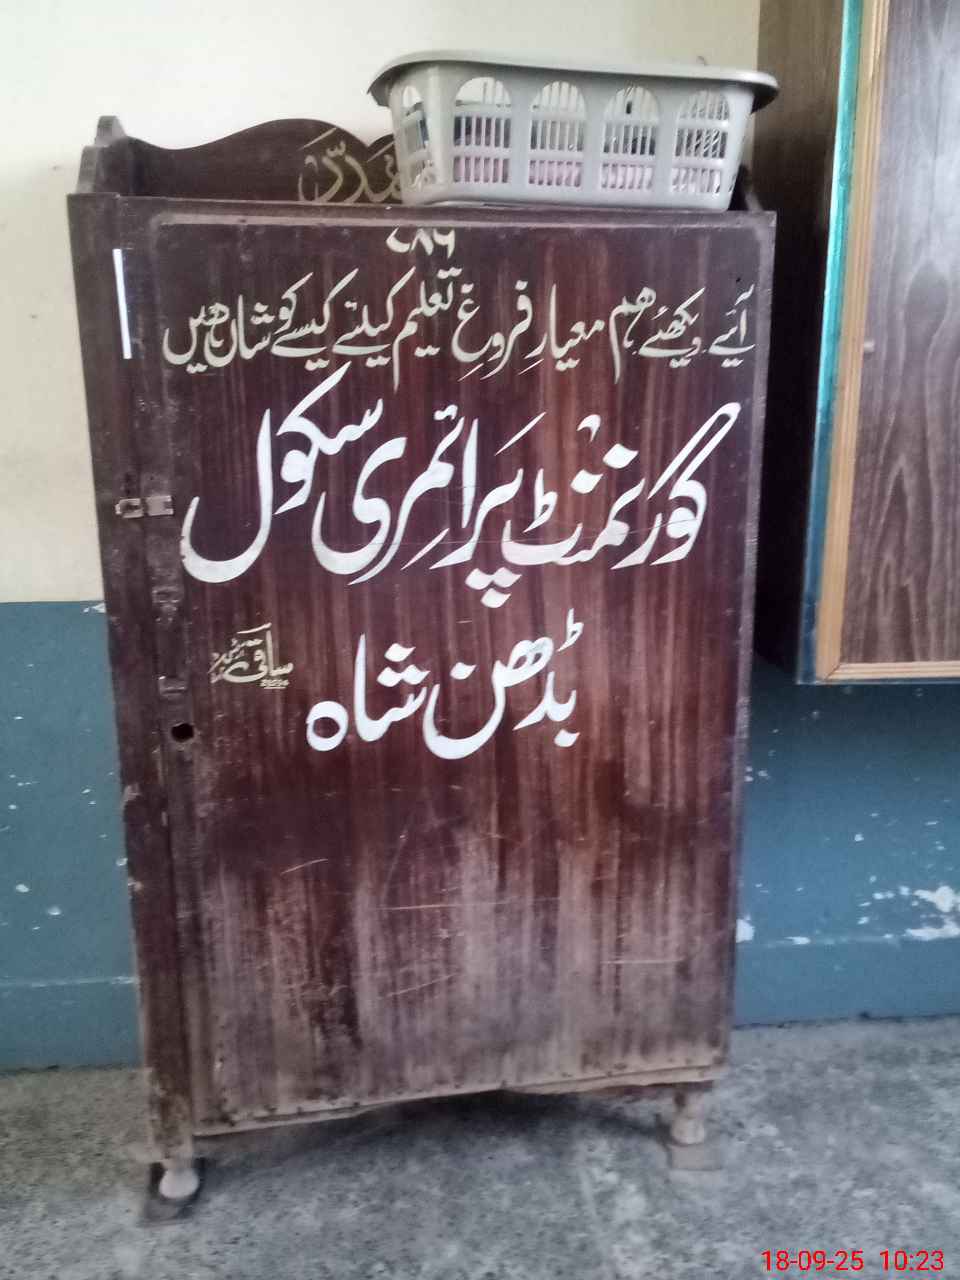 ۷۸۶
آیئے دیکھئے ہم معیارِ فروغِ تعلیم کیلئے کیسے کوشاں ہیں
گورنمنٹ پرائمری سکول
بڈھن شاہ
ساقی
18-09-25 10:23